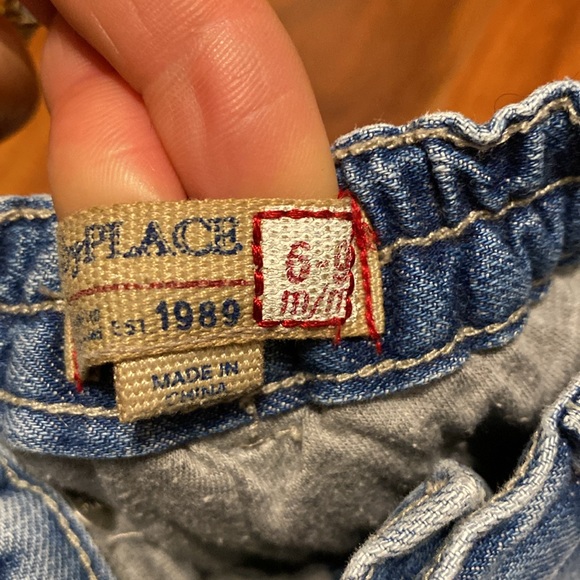 PLACE
EST 1989
6-9
m/m
MADE IN
CHINA